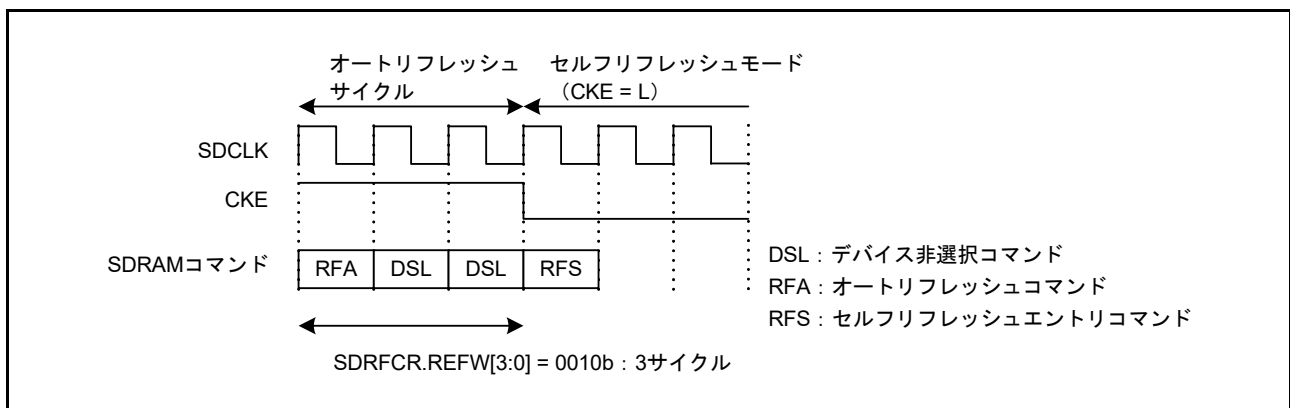 オートリフレッシュ セルフリフレッシュモード
サイクル （CKE = L）
SDCLK
CKE
SDRAMコマンド RFA DSL DSL RFS
DSL：デバイス非選択コマンド
RFA：オートリフレッシュコマンド
RFS：セルフリフレッシュエントリコマンド
SDRFCR.REFW[3:0] = 0010b：3サイクル